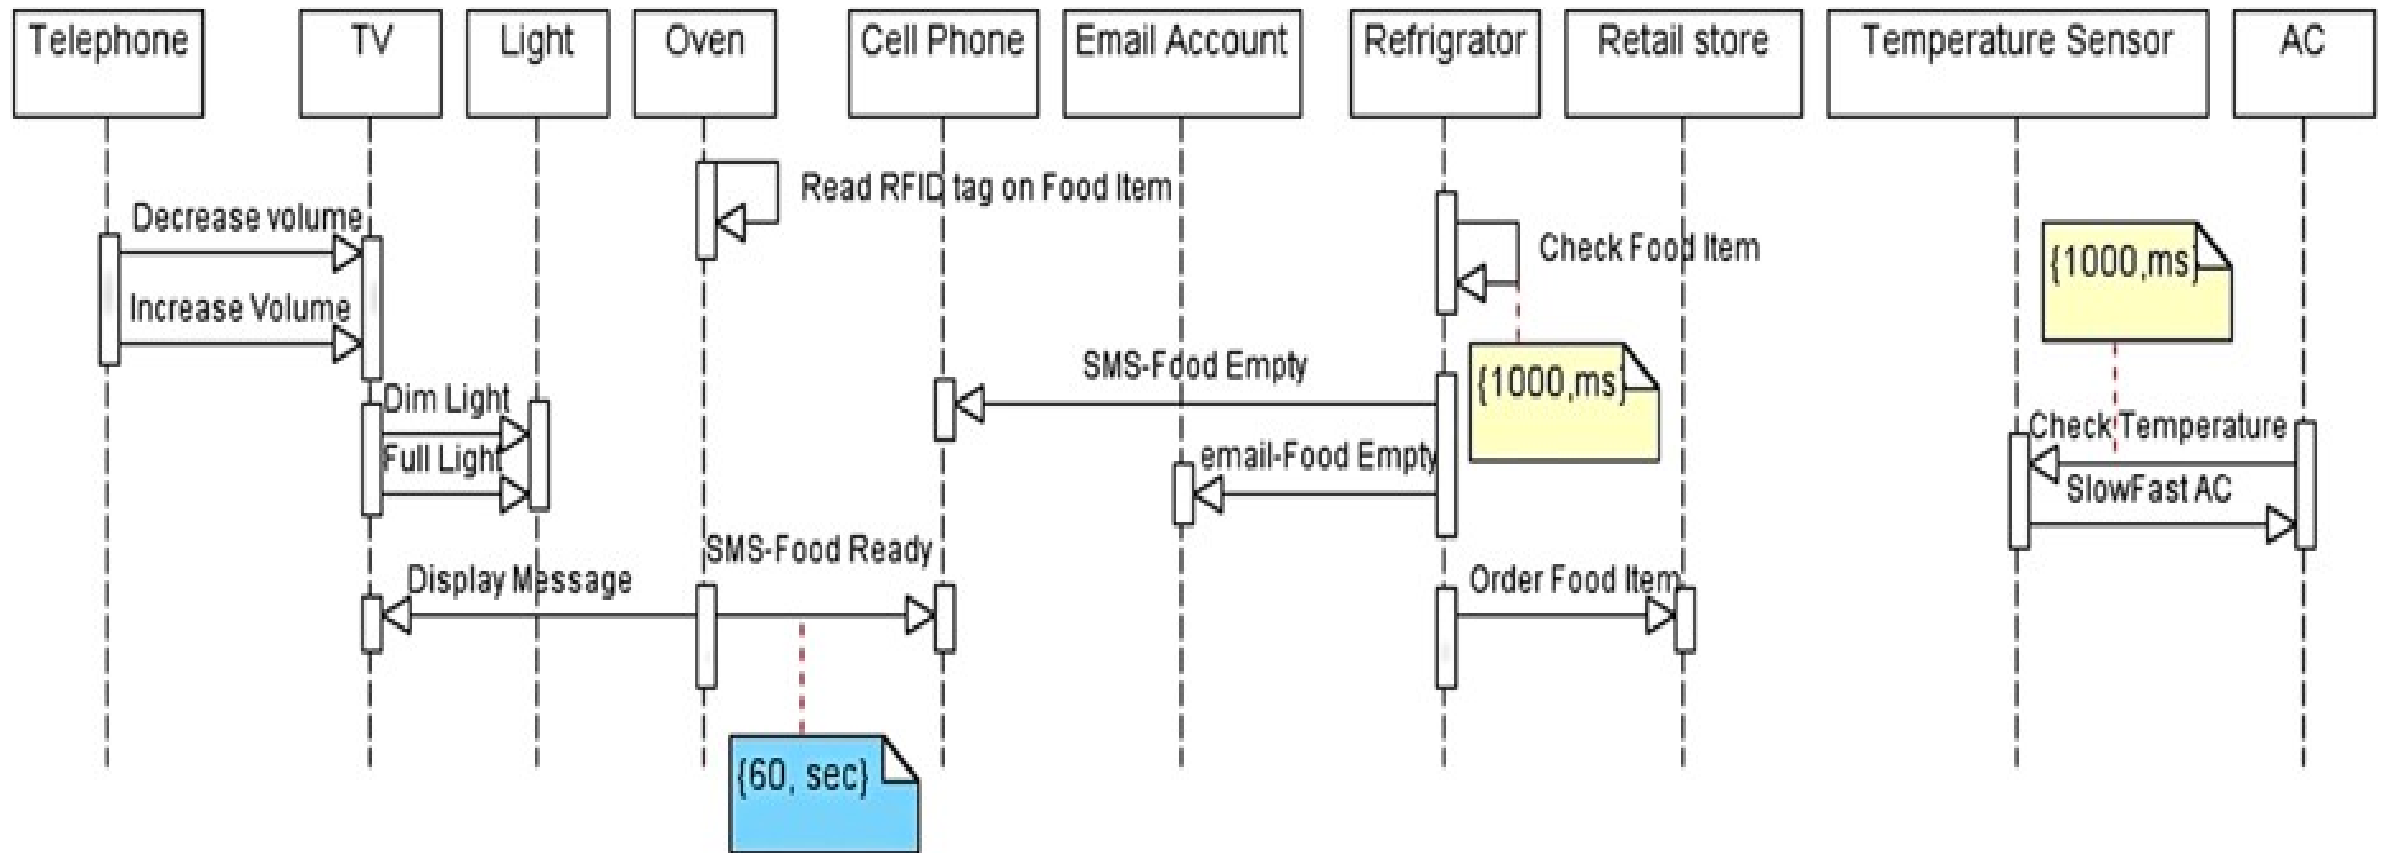 Telephone
TV
Light
Oven
Cell Phone
Email Account
Refrigrator
Retail store
Temperature Sensor
AC
Read RFID tag on Food Item
Decrease volume
Check Food Item
{1000,ms}
Increase Volume
SMS-Food Empty
{1000,ms}
Dim Light
Check Temperature
Full Light
email-Food Empty
SlowFast AC
SMS-Food Ready
Display Message
Order Food Item
{60, sec}